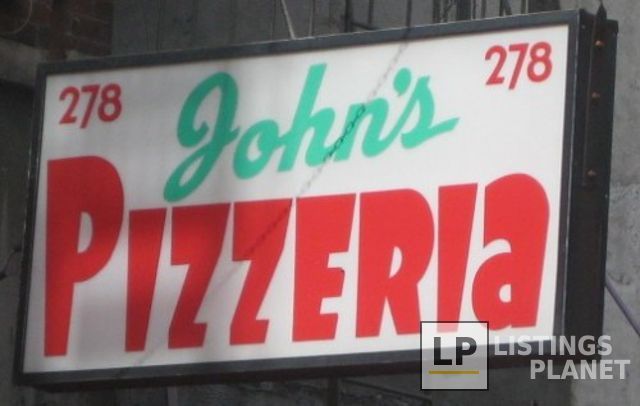 278 John's 278
PIZZERIa
LP LISTINGS
PLANET